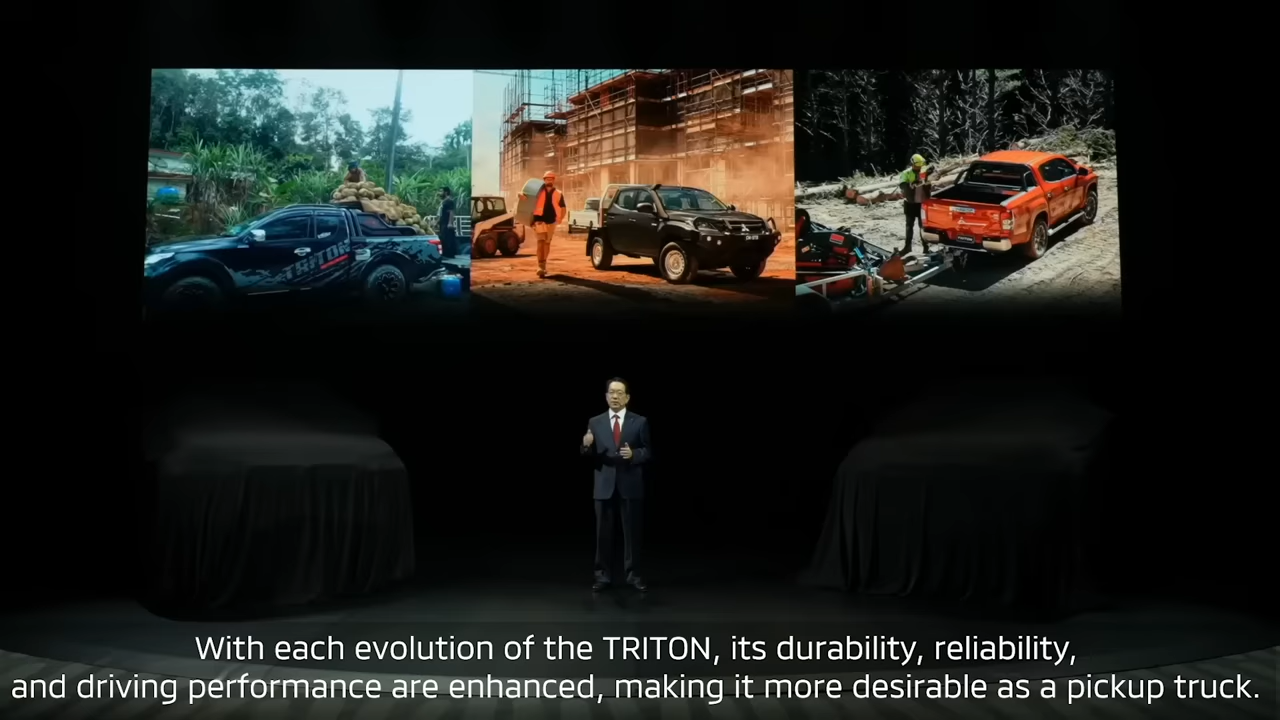 TRITON
With each evolution of the TRITON, its durability, reliability,
and driving performance are enhanced, making it more desirable as a pickup truck.